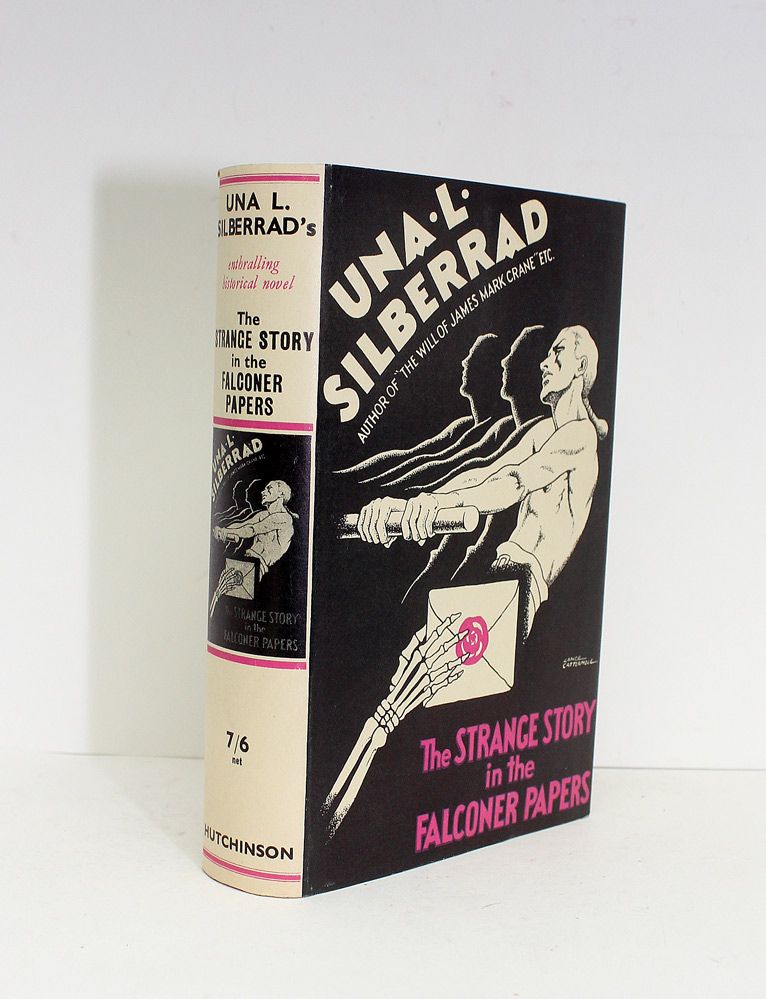 UNA L.
SILBERRAD's
enthralling
historical novel
The
STRANGE STORY
in the
FALCONER
PAPERS
UNA·L·
SILBERRAD
The STRANGE STORY
in the
FALCONER PAPERS
7/6
net
HUTCHINSON
UNA·L·
SILBERRAD
AUTHOR OF "THE WILL OF JAMES MARK CRANE" ETC.
LANCE
CATTERMOLE
The STRANGE STORY
in the
FALCONER PAPERS